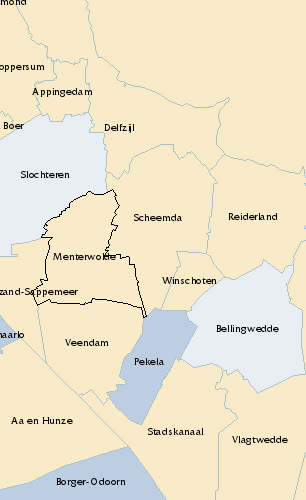 mond
oppersum
Appingedam
Boer
Delfzijl
Slochteren
Scheemda
Reiderland
Menterwolde
Winschoten
zand-Sappemeer
Bellingwedde
haarlo
Veendam
Pekela
Aa en Hunze
Stadskanaal
Vlagtwedde
Borger-Odoorn